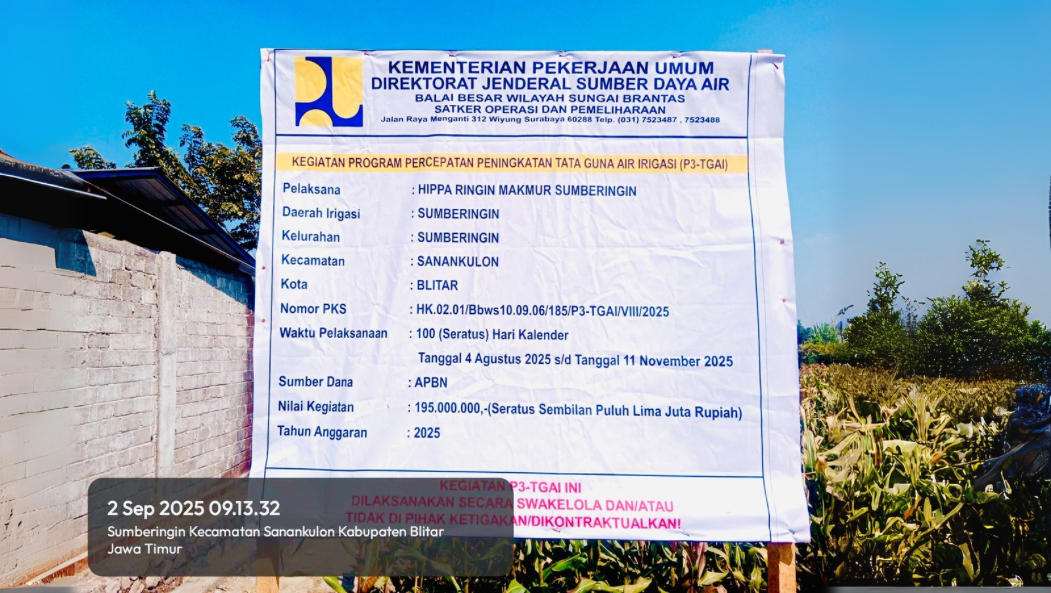 KEMENTERIAN PEKERJAAN UMUM
DIREKTORAT JENDERAL SUMBER DAYA AIR
BALAI BESAR WILAYAH SUNGAI BRANTAS
SATKER OPERASI DAN PEMELIHARAAN
Jalan Raya Menganti 312 Wiyung Surabaya 60288 Telp. (031) 7523487 , 7523488
KEGIATAN PROGRAM PERCEPATAN PENINGKATAN TATA GUNA AIR IRIGASI (P3-TGAI)
Pelaksana : HIPPA RINGIN MAKMUR SUMBERINGIN
Daerah Irigasi : SUMBERINGIN
Kelurahan : SUMBERINGIN
Kecamatan : SANANKULON
Kota : BLITAR
Nomor PKS : HK.02.01/Bbws10.09.06/185/P3-TGAI/VIII/2025
Waktu Pelaksanaan : 100 (Seratus) Hari Kalender
Tanggal 4 Agustus 2025 s/d Tanggal 11 November 2025
Sumber Dana : APBN
Nilai Kegiatan : 195.000.000,-(Seratus Sembilan Puluh Lima Juta Rupiah)
Tahun Anggaran : 2025
KEGIATAN P3-TGAI INI
DILAKSANAKAN SECARA SWAKELOLA DAN/ATAU
TIDAK DI PIHAK KETIGAKAN/DIKONTRAKTUALKAN!
2 Sep 2025 09.13.32
Sumberingin Kecamatan Sanankulon Kabupaten Blitar
Jawa Timur